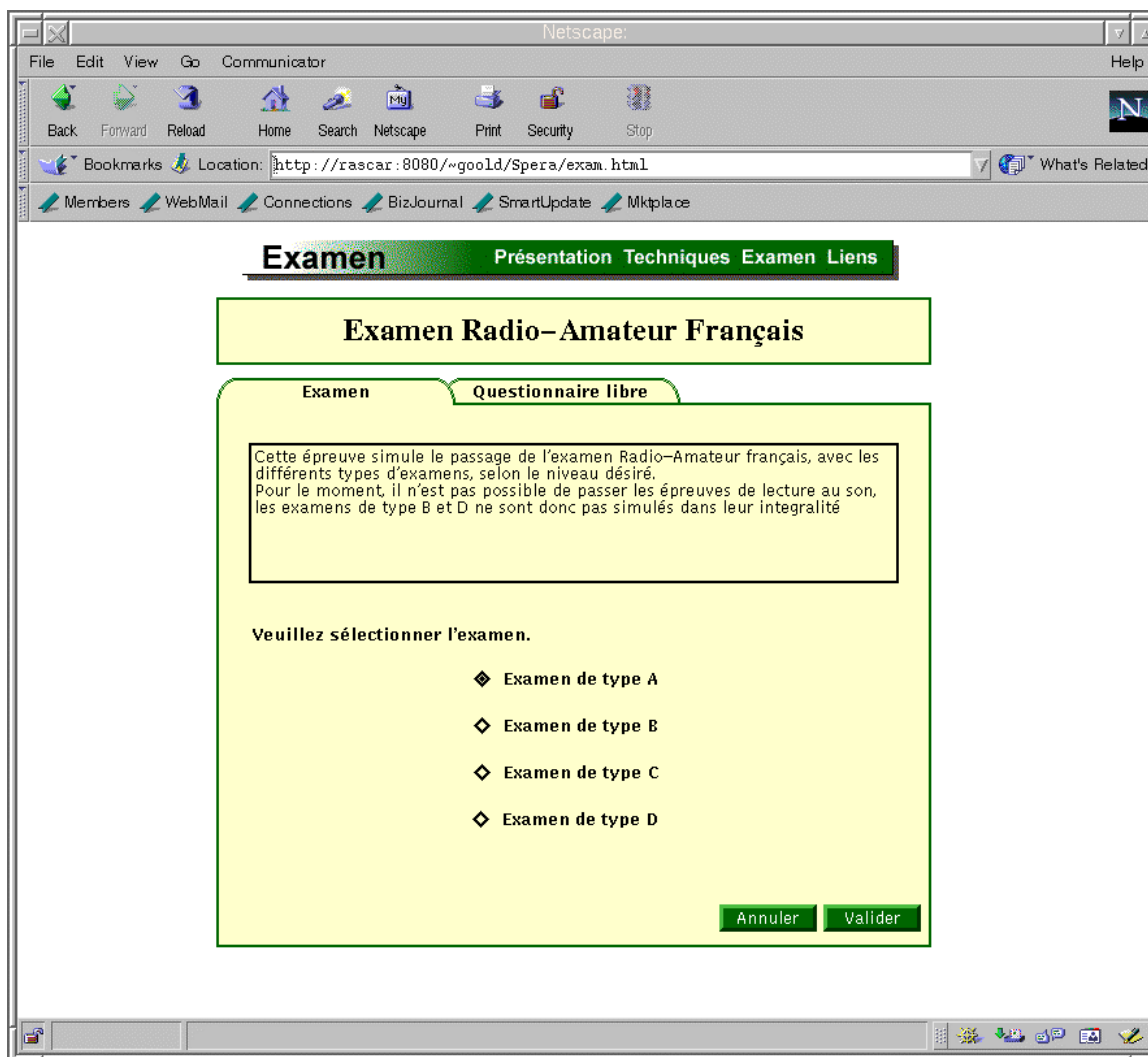 Netscape:
File Edit View Go Communicator Help
Back Forward Reload Home Search Netscape Print Security Stop
My
N
Bookmarks Location: http://rascar:8080/~goold/Spera/exam.html What's Related
Members WebMail Connections BizJournal SmartUpdate Mktplace
Examen Présentation Techniques Examen Liens
Examen Radio-Amateur Français
Examen Questionnaire libre
Cette épreuve simule le passage de l'examen Radio-Amateur français, avec les
différents types d'examens, selon le niveau désiré.
Pour le moment, il n'est pas possible de passer les épreuves de lecture au son,
les examens de type B et D ne sont donc pas simulés dans leur integralité
Veuillez sélectionner l'examen.
Examen de type A
Examen de type B
Examen de type C
Examen de type D
Annuler Valider